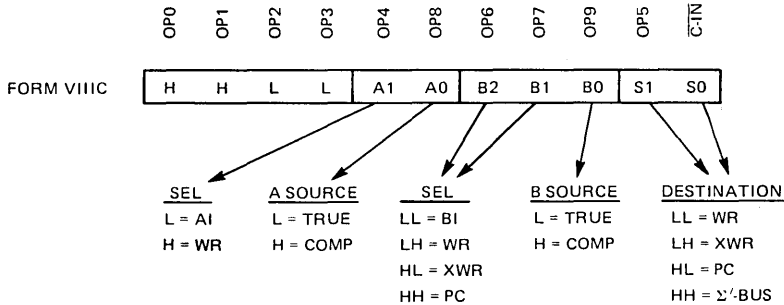 OP0 OP1 OP2 OP3 OP4 OP8 OP6 OP7 OP9 OP5 C-IN
FORM VIIIC H H L L A1 A0 B2 B1 B0 S1 S0
SEL A SOURCE SEL B SOURCE DESTINATION
L = AI L = TRUE LL = BI L = TRUE LL = WR
H = WR H = COMP LH = WR H = COMP LH = XWR
HL = XWR HL = PC
HH = PC HH = Σ′-BUS